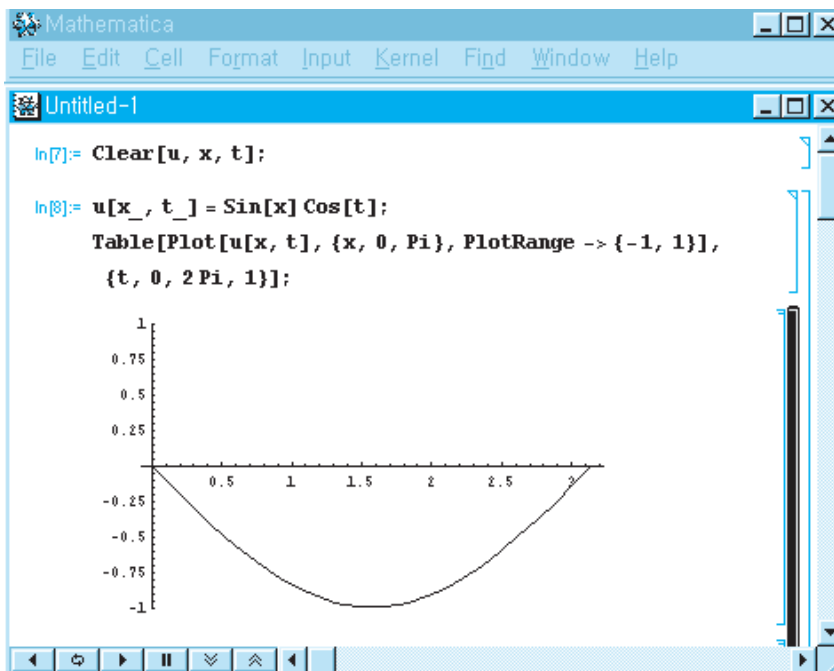 Mathematica
File Edit Cell Format Input Kernel Find Window Help
Untitled-1
In[7]:= Clear[u, x, t];
In[8]:= u[x_, t_] = Sin[x] Cos[t];
Table[Plot[u[x, t], {x, 0, Pi}, PlotRange -> {-1, 1}],
{t, 0, 2 Pi, 1}];
1
0.75
0.5
0.25
0.5 1 1.5 2 2.5 3
-0.25
-0.5
-0.75
-1